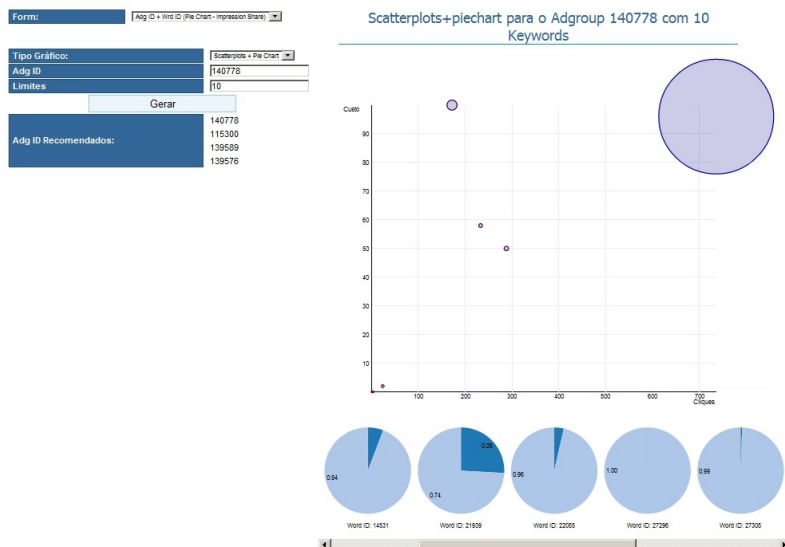 Form:
Adg ID + Wrd ID (Pie Chart - Impression Share)
Tipo Gráfico:
Scatterplots + Pie Chart
Adg ID
140778
Limites
10
Gerar
Adg ID Recomendados:
140778
115300
139589
139576
Scatterplots+piechart para o Adgroup 140778 com 10
Keywords
Custo
90
80
70
60
50
40
30
20
10
100 200 300 400 500 600 700
Cliques
0.94
0.26
0.74
0.96
1.00
0.99
Word ID: 14531 Word ID: 21939 Word ID: 22055 Word ID: 27296 Word ID: 27305